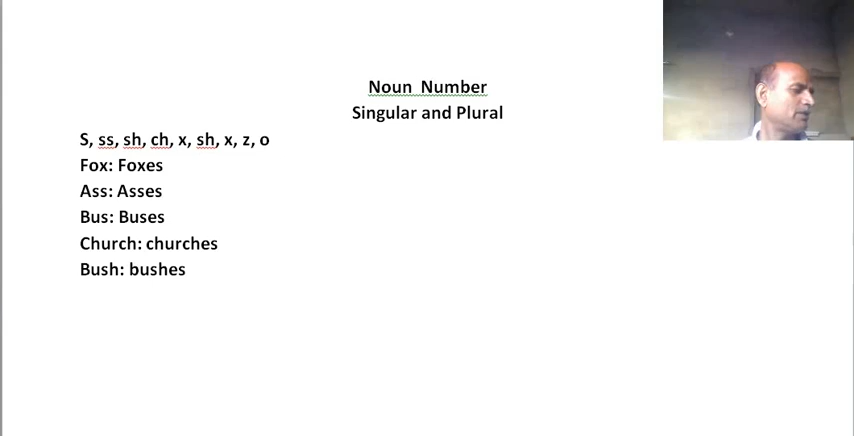 Noun Number
Singular and Plural
S, ss, sh, ch, x, sh, x, z, o
Fox: Foxes
Ass: Asses
Bus: Buses
Church: churches
Bush: bushes